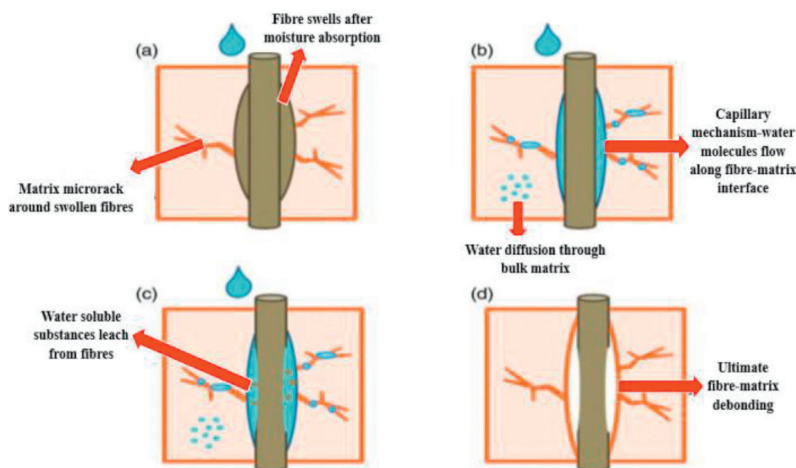 (a)
Fibre swells after
moisture absorption
Matrix microrack
around swollen fibres
(b)
Capillary
mechanism-water
molecules flow
along fibre-matrix
interface
Water diffusion through
bulk matrix
(c)
Water soluble
substances leach
from fibres
(d)
Ultimate
fibre-matrix
debonding